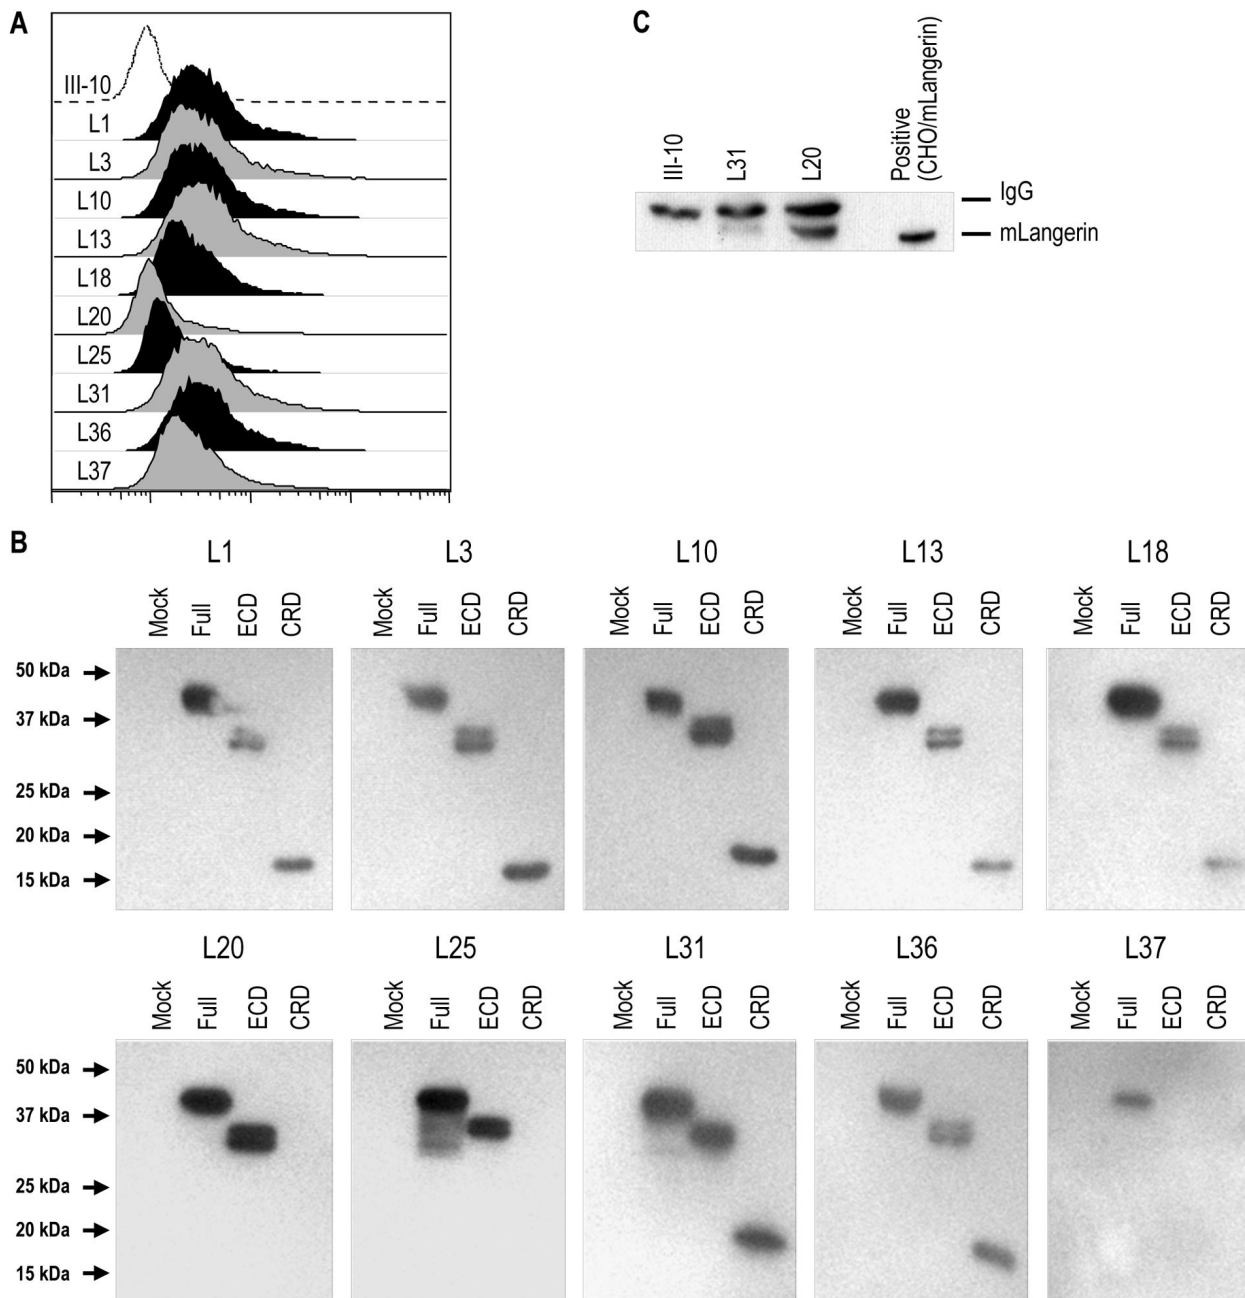 A
III-10
L1
L3
L10
L13
L18
L20
L25
L31
L36
L37
C
III-10
L31
L20
Positive
(CHO/mLangerin)
IgG
mLangerin
B
L1
L3
L10
L13
L18
Mock Full ECD CRD
Mock Full ECD CRD
Mock Full ECD CRD
Mock Full ECD CRD
Mock Full ECD CRD
50 kDa
37 kDa
25 kDa
20 kDa
15 kDa
L20
L25
L31
L36
L37
Mock Full ECD CRD
Mock Full ECD CRD
Mock Full ECD CRD
Mock Full ECD CRD
Mock Full ECD CRD
50 kDa
37 kDa
25 kDa
20 kDa
15 kDa